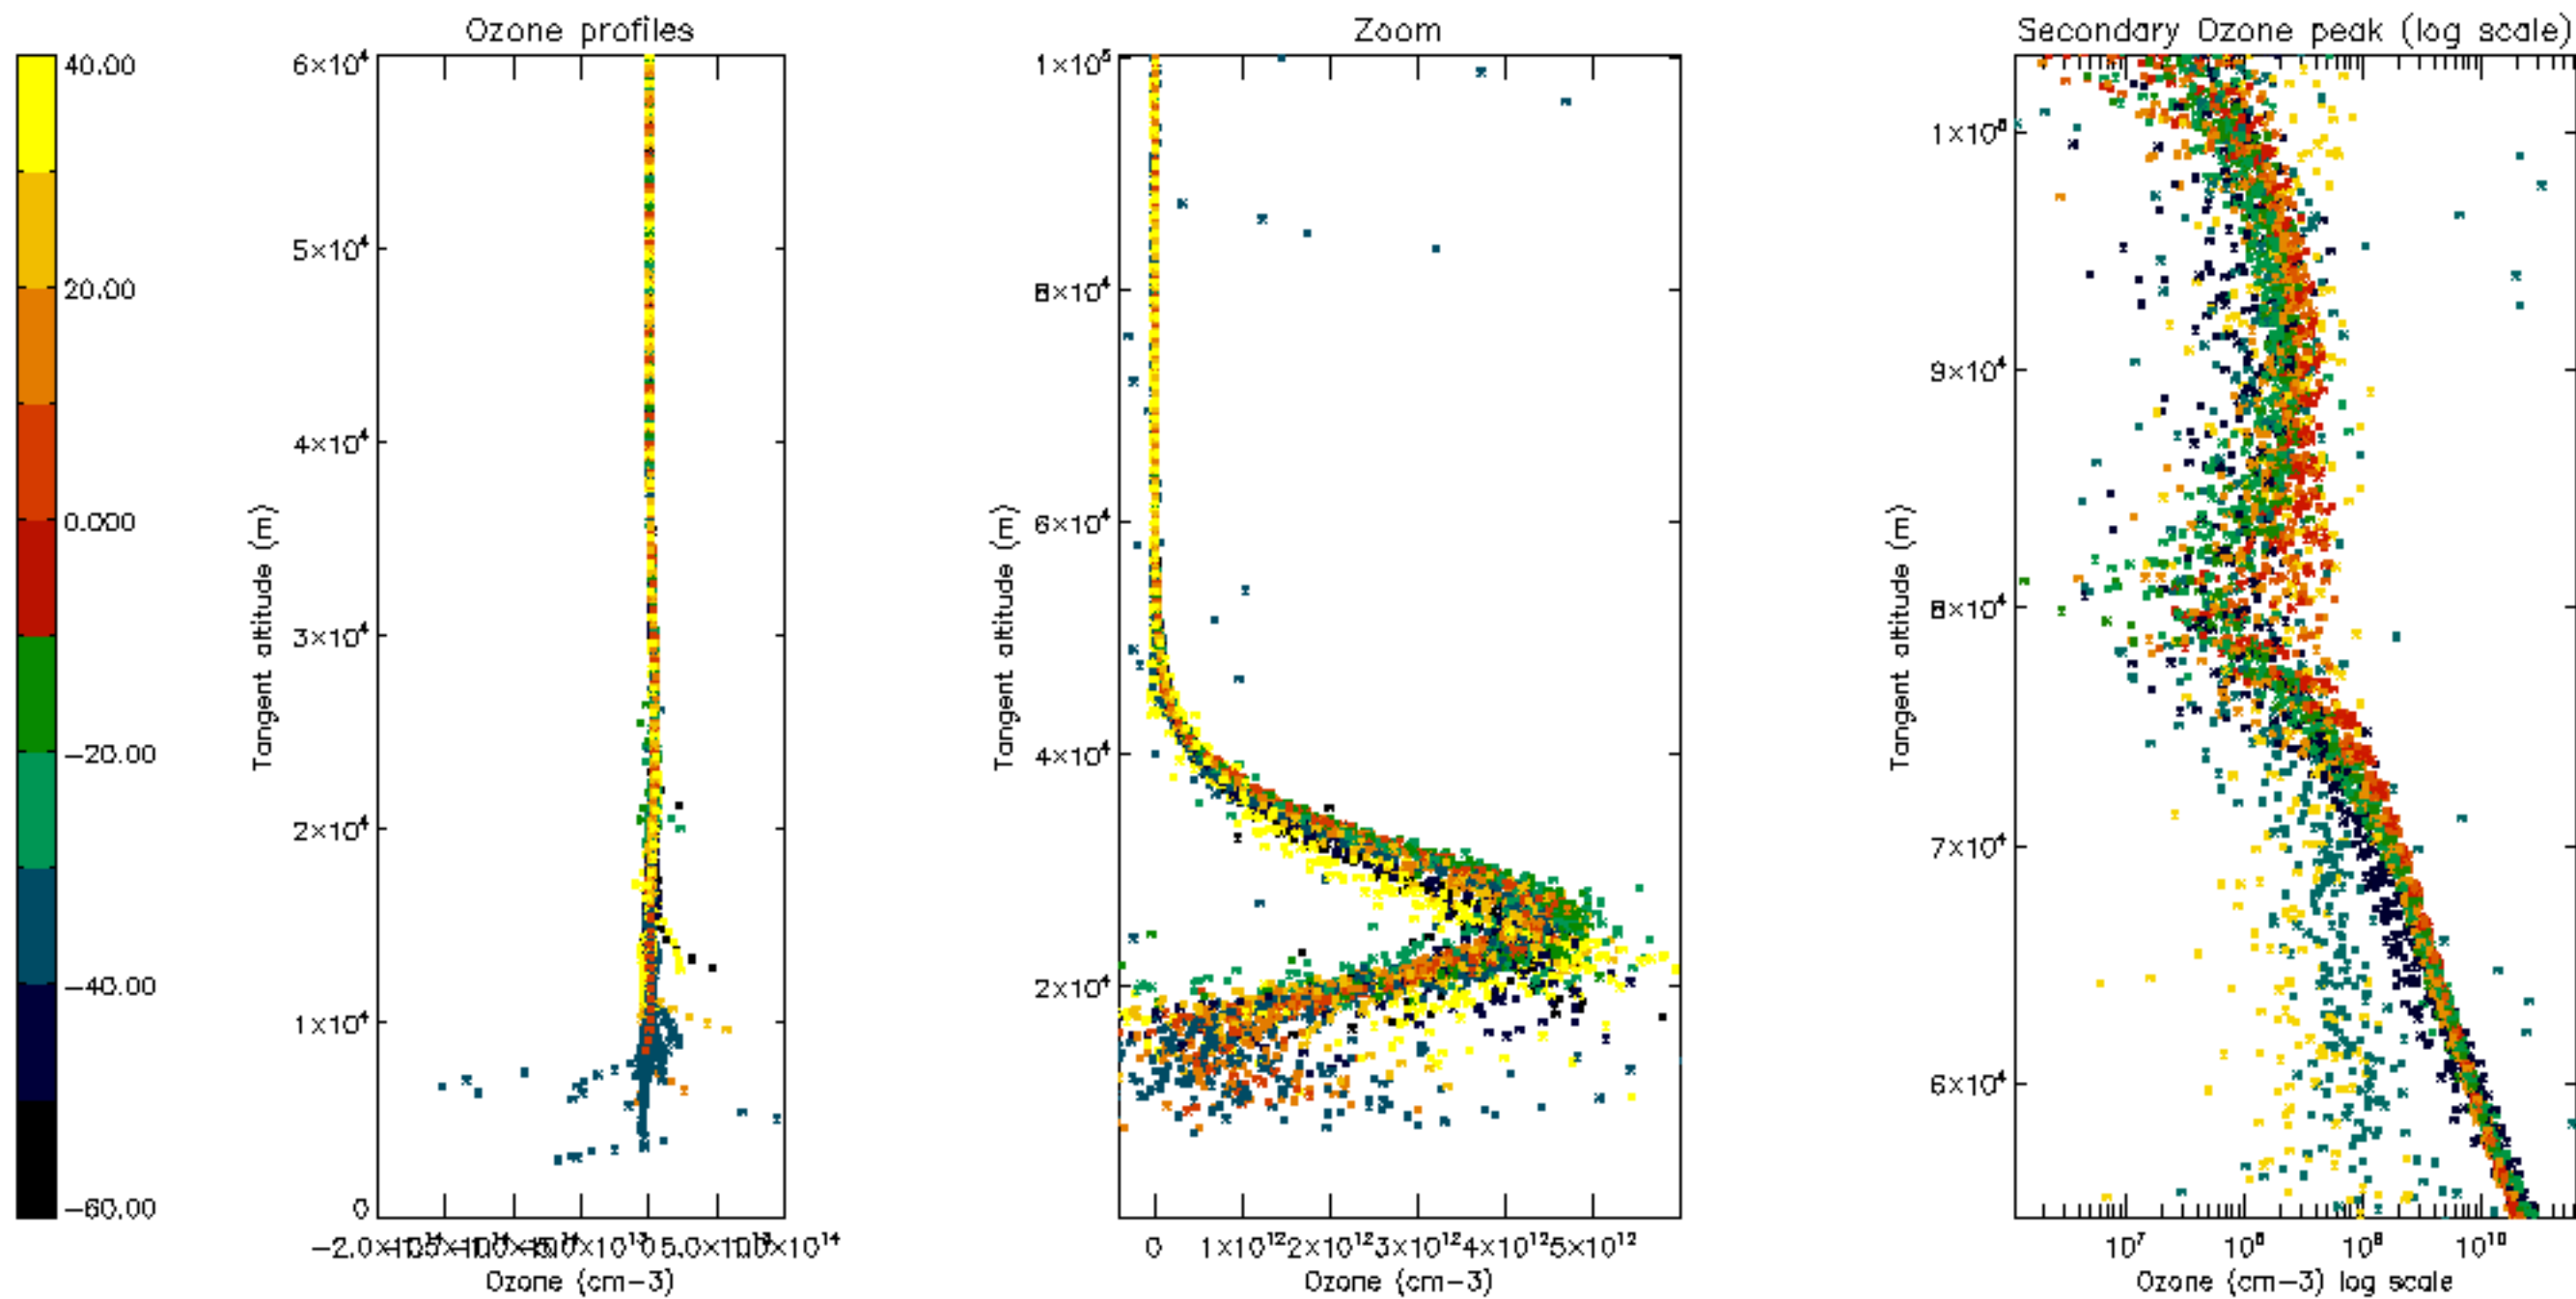 Ozone profiles
Zoom
Secondary Ozone peak (log scale)
40.00
20.00
0.000
−20.00
−40.00
−60.00
6×10⁴
5×10⁴
4×10⁴
3×10⁴
2×10⁴
1×10⁴
0
Tangent altitude (m)
Ozone (cm−3)
1×10⁵
8×10⁴
6×10⁴
4×10⁴
2×10⁴
Tangent altitude (m)
0 1×10¹² 2×10¹² 3×10¹² 4×10¹² 5×10¹²
Ozone (cm−3)
9×10⁴
8×10⁴
7×10⁴
6×10⁴
Tangent altitude (m)
10⁷ 10⁸ 10⁹ 10¹⁰
Ozone (cm−3) log scale